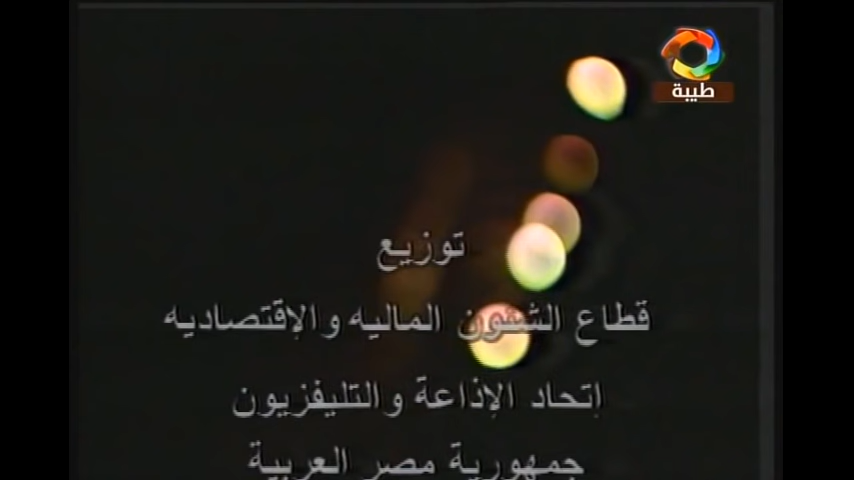 طيبة
توزيع
قطاع الشئون الماليه والإقتصاديه
إتحاد الإذاعة والتليفزيون
جمهورية مصر العربية